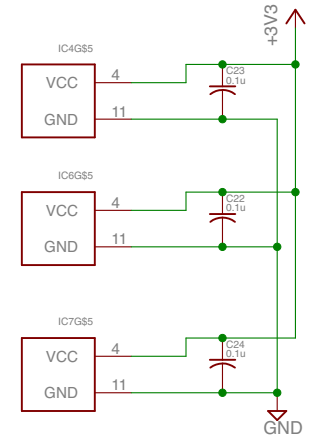 +3V3
IC4G$5
VCC 4
GND 11
C23
0.1u
IC6G$5
VCC 4
GND 11
C22
0.1u
IC7G$5
VCC 4
GND 11
C24
0.1u
GND